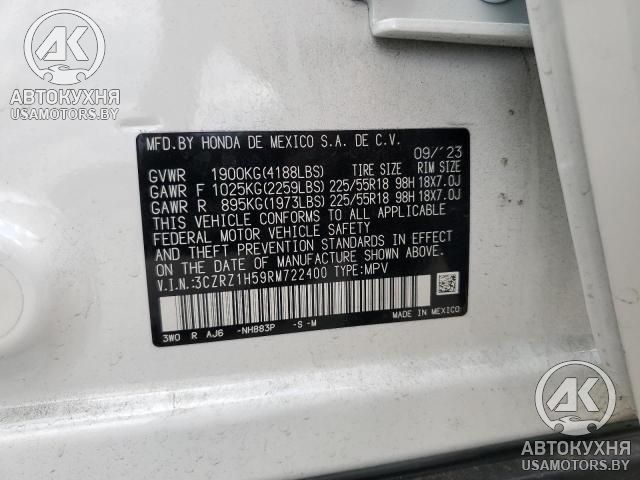 АК
АВТОКУХНЯ
USAMOTORS.BY
MFD.BY HONDA DE MEXICO S.A. DE C.V. 09/'23
GVWR 1900KG(4188LBS) TIRE SIZE RIM SIZE
GAWR F 1025KG(2259LBS) 225/55R18 98H 18X7.0J
GAWR R 895KG(1973LBS) 225/55R18 98H 18X7.0J
THIS VEHICLE CONFORMS TO ALL APPLICABLE
FEDERAL MOTOR VEHICLE SAFETY
AND THEFT PREVENTION STANDARDS IN EFFECT
ON THE DATE OF MANUFACTURE SHOWN ABOVE.
V.I.N.:3CZRZ1H59RM722400 TYPE:MPV
3W0 R AJ6 -NH883P -S -M MADE IN MEXICO
АК
АВТОКУХНЯ
USAMOTORS.BY